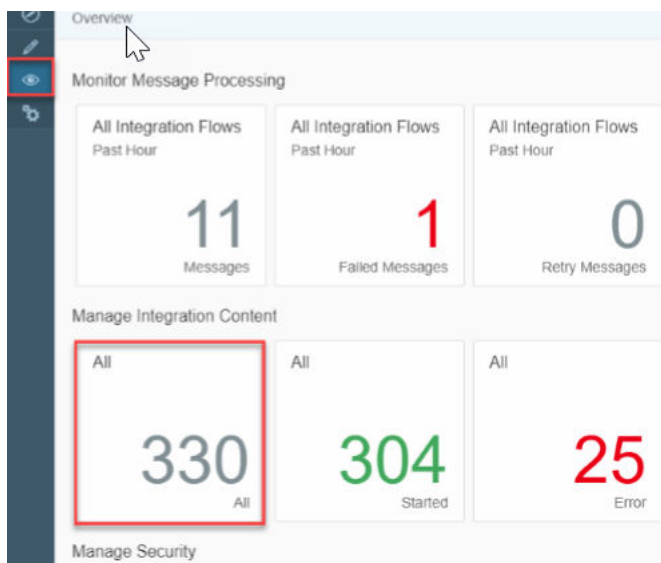 Overview
Monitor Message Processing
All Integration Flows
Past Hour
11
Messages
All Integration Flows
Past Hour
1
Failed Messages
All Integration Flows
Past Hour
0
Retry Messages
Manage Integration Content
All
330
All
All
304
Started
All
25
Error
Manage Security